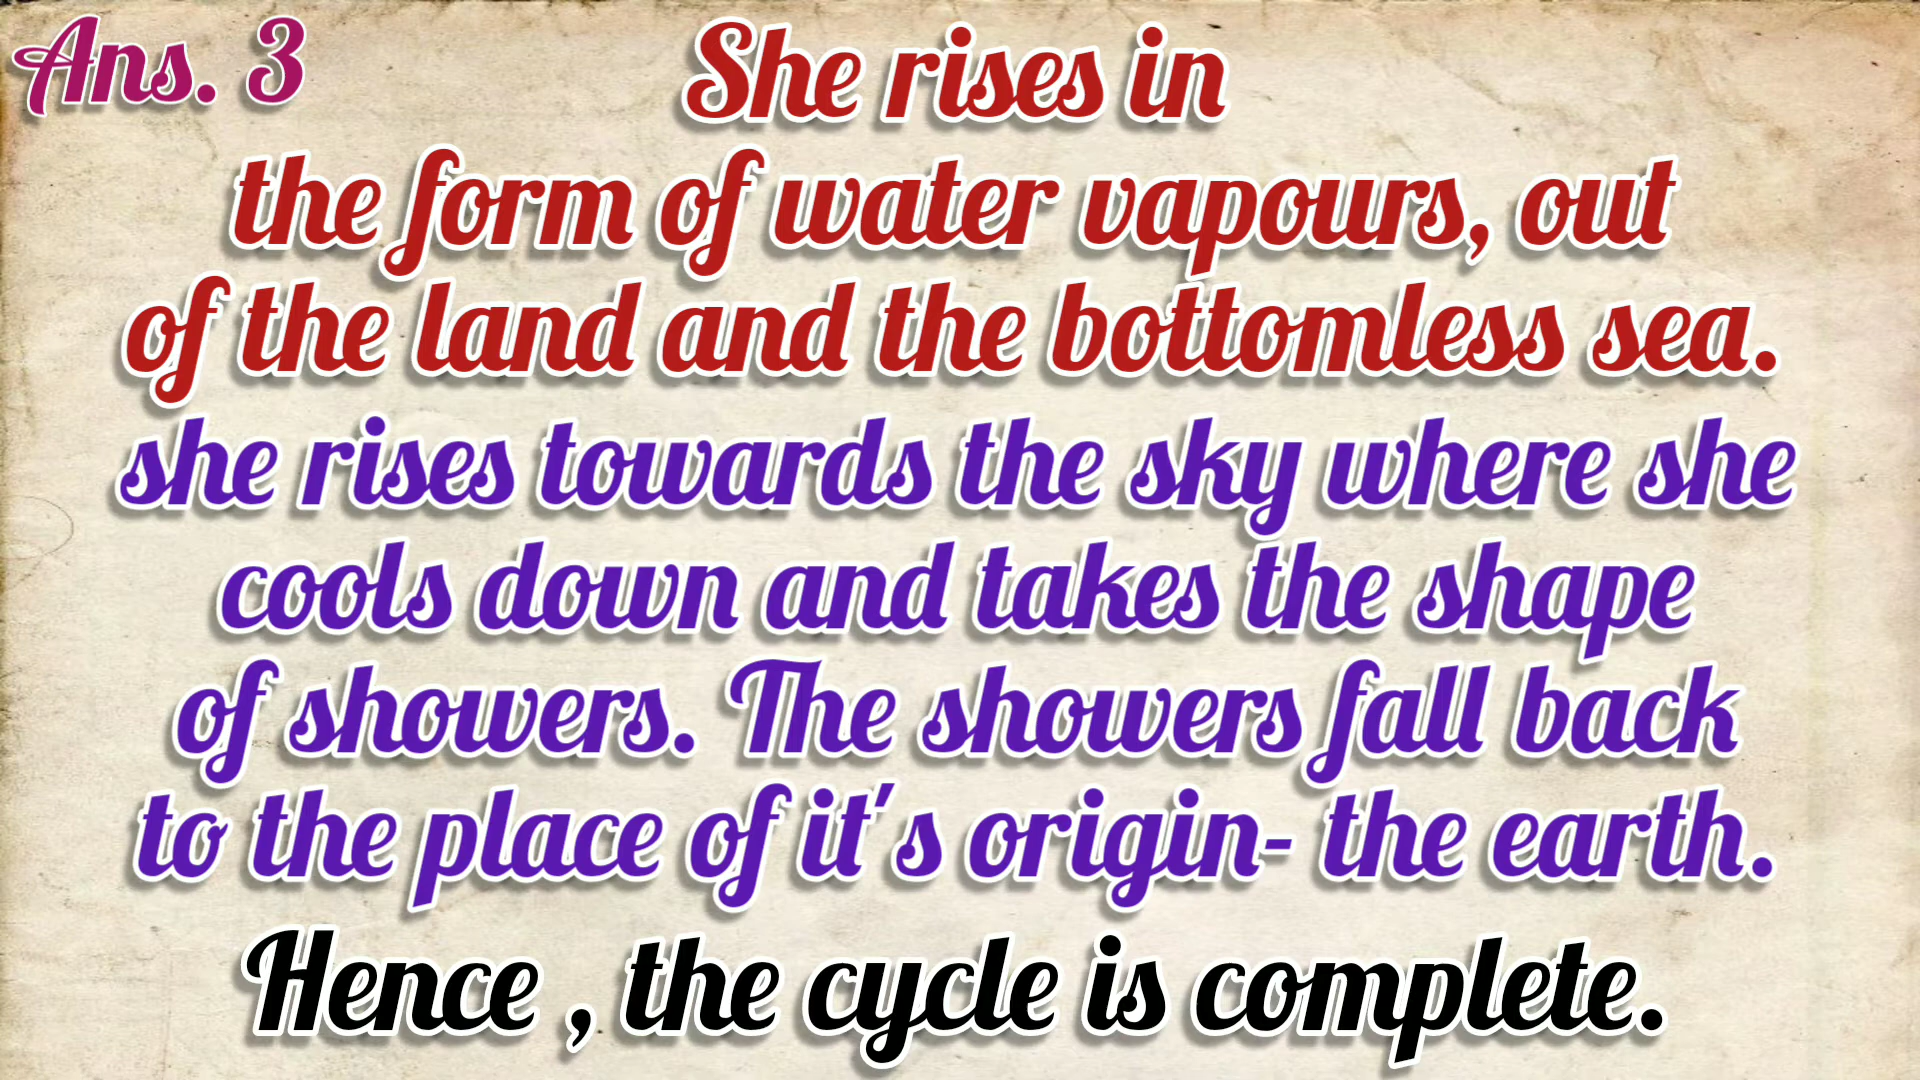 Ans. 3
She rises in
the form of water vapours, out
of the land and the bottomless sea.
she rises towards the sky where she
cools down and takes the shape
of showers. The showers fall back
to the place of it's origin- the earth.
Hence , the cycle is complete.